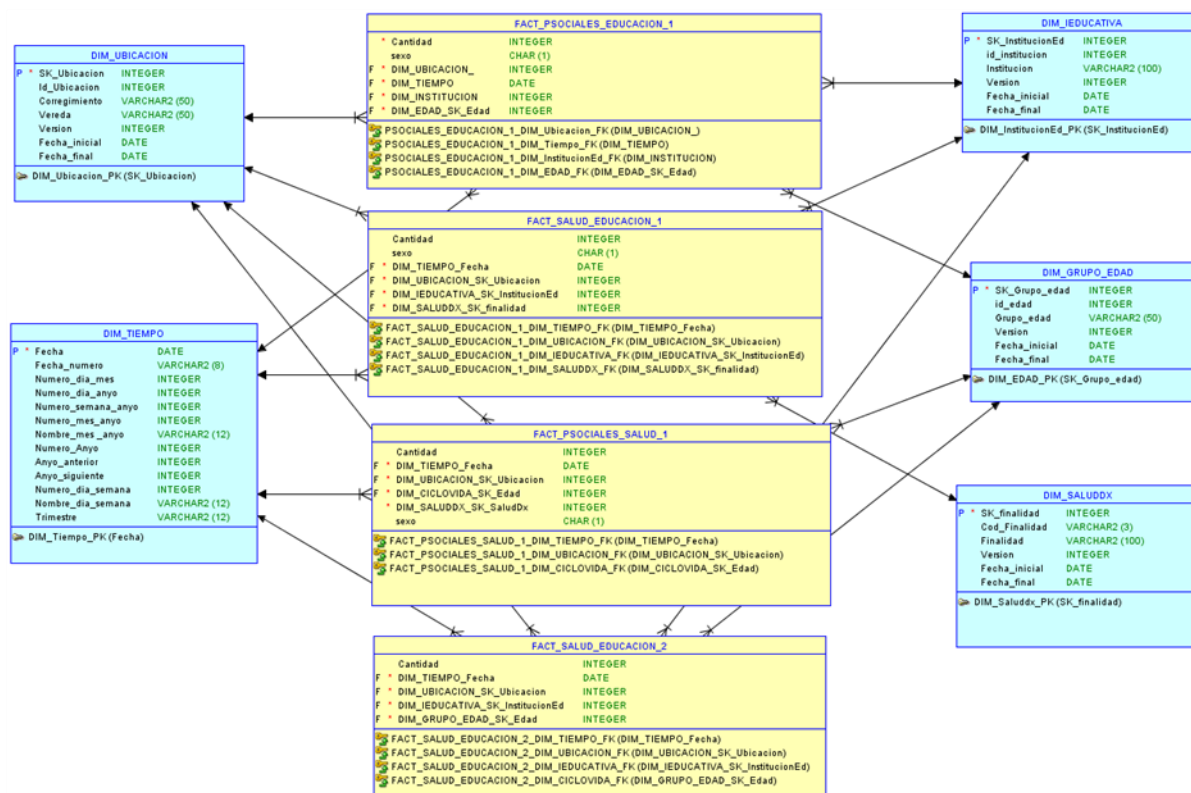 DIM_UBICACION
P * SK_Ubicacion INTEGER
Id_Ubicacion INTEGER
Corregimiento VARCHAR2 (50)
Vereda VARCHAR2 (50)
Version INTEGER
Fecha_inicial DATE
Fecha_final DATE
DIM_Ubicacion_PK (SK_Ubicacion)
DIM_TIEMPO
P * Fecha DATE
Fecha_numero VARCHAR2 (8)
Numero_dia_mes INTEGER
Numero_dia_anyo INTEGER
Numero_semana_anyo INTEGER
Numero_mes_anyo INTEGER
Nombre_mes_anyo VARCHAR2 (12)
Numero_Anyo INTEGER
Anyo_anterior INTEGER
Anyo_siguiente INTEGER
Numero_dia_semana INTEGER
Nombre_dia_semana VARCHAR2 (12)
Trimestre VARCHAR2 (12)
DIM_Tiempo_PK (Fecha)
FACT_PSOCIALES_EDUCACION_1
* Cantidad INTEGER
sexo CHAR (1)
F * DIM_UBICACION_ INTEGER
F * DIM_TIEMPO DATE
F * DIM_INSTITUCION INTEGER
F * DIM_EDAD_SK_Edad INTEGER
PSOCIALES_EDUCACION_1_DIM_Ubicacion_FK (DIM_UBICACION_)
PSOCIALES_EDUCACION_1_DIM_Tiempo_FK (DIM_TIEMPO)
PSOCIALES_EDUCACION_1_DIM_InstitucionEd_FK (DIM_INSTITUCION)
PSOCIALES_EDUCACION_1_DIM_EDAD_FK (DIM_EDAD_SK_Edad)
FACT_SALUD_EDUCACION_1
Cantidad INTEGER
sexo CHAR (1)
F * DIM_TIEMPO_Fecha DATE
F * DIM_UBICACION_SK_Ubicacion INTEGER
F * DIM_IEDUCATIVA_SK_InstitucionEd INTEGER
F * DIM_SALUDDX_SK_finalidad INTEGER
FACT_SALUD_EDUCACION_1_DIM_TIEMPO_FK (DIM_TIEMPO_Fecha)
FACT_SALUD_EDUCACION_1_DIM_UBICACION_FK (DIM_UBICACION_SK_Ubicacion)
FACT_SALUD_EDUCACION_1_DIM_IEDUCATIVA_FK (DIM_IEDUCATIVA_SK_InstitucionEd)
FACT_SALUD_EDUCACION_1_DIM_SALUDDX_FK (DIM_SALUDDX_SK_finalidad)
FACT_PSOCIALES_SALUD_1
Cantidad INTEGER
F * DIM_TIEMPO_Fecha DATE
F * DIM_UBICACION_SK_Ubicacion INTEGER
F * DIM_CICLOVIDA_SK_Edad INTEGER
* DIM_SALUDDX_SK_SaludDx INTEGER
sexo CHAR (1)
FACT_PSOCIALES_SALUD_1_DIM_TIEMPO_FK (DIM_TIEMPO_Fecha)
FACT_PSOCIALES_SALUD_1_DIM_UBICACION_FK (DIM_UBICACION_SK_Ubicacion)
FACT_PSOCIALES_SALUD_1_DIM_CICLOVIDA_FK (DIM_CICLOVIDA_SK_Edad)
FACT_SALUD_EDUCACION_2
Cantidad INTEGER
F * DIM_TIEMPO_Fecha DATE
F * DIM_UBICACION_SK_Ubicacion INTEGER
F * DIM_IEDUCATIVA_SK_InstitucionEd INTEGER
F * DIM_GRUPO_EDAD_SK_Edad INTEGER
FACT_SALUD_EDUCACION_2_DIM_TIEMPO_FK (DIM_TIEMPO_Fecha)
FACT_SALUD_EDUCACION_2_DIM_UBICACION_FK (DIM_UBICACION_SK_Ubicacion)
FACT_SALUD_EDUCACION_2_DIM_IEDUCATIVA_FK (DIM_IEDUCATIVA_SK_InstitucionEd)
FACT_SALUD_EDUCACION_2_DIM_CICLOVIDA_FK (DIM_GRUPO_EDAD_SK_Edad)
DIM_IEDUCATIVA
P * SK_InstitucionEd INTEGER
id_institucion INTEGER
Institucion VARCHAR2 (100)
Version INTEGER
Fecha_inicial DATE
Fecha_final DATE
DIM_InstitucionEd_PK (SK_InstitucionEd)
DIM_GRUPO_EDAD
P * SK_Grupo_edad INTEGER
id_edad INTEGER
Grupo_edad VARCHAR2 (50)
Version INTEGER
Fecha_inicial DATE
Fecha_final DATE
DIM_EDAD_PK (SK_Grupo_edad)
DIM_SALUDDX
P * SK_finalidad INTEGER
Cod_Finalidad VARCHAR2 (3)
Finalidad VARCHAR2 (100)
Version INTEGER
Fecha_inicial DATE
Fecha_final DATE
DIM_Saluddx_PK (SK_finalidad)